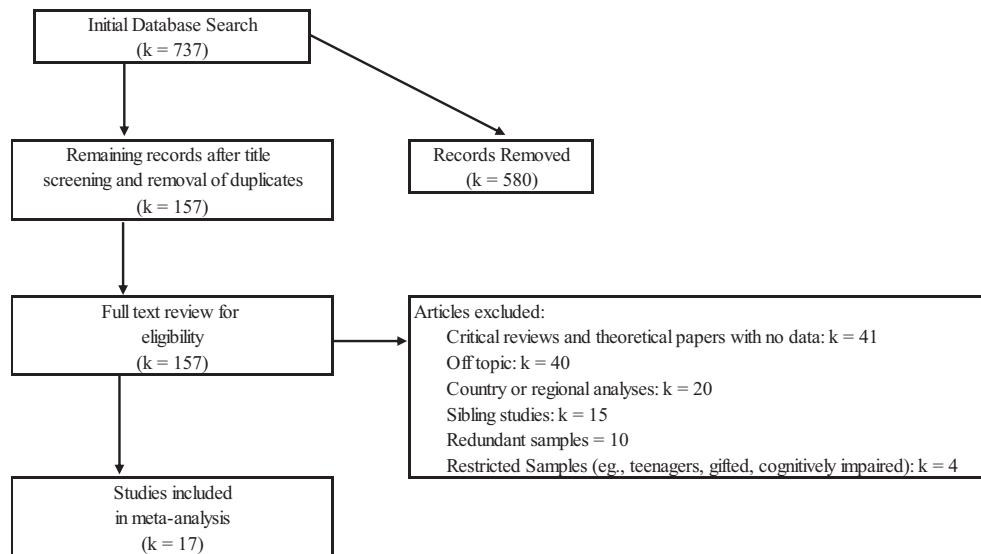 Initial Database Search
(k = 737)
Remaining records after title
screening and removal of duplicates
(k = 157)
Records Removed
(k = 580)
Full text review for
eligibility
(k = 157)
Articles excluded:
Critical reviews and theoretical papers with no data: k = 41
Off topic: k = 40
Country or regional analyses: k = 20
Sibling studies: k = 15
Redundant samples = 10
Restricted Samples (eg., teenagers, gifted, cognitively impaired): k = 4
Studies included
in meta-analysis
(k = 17)